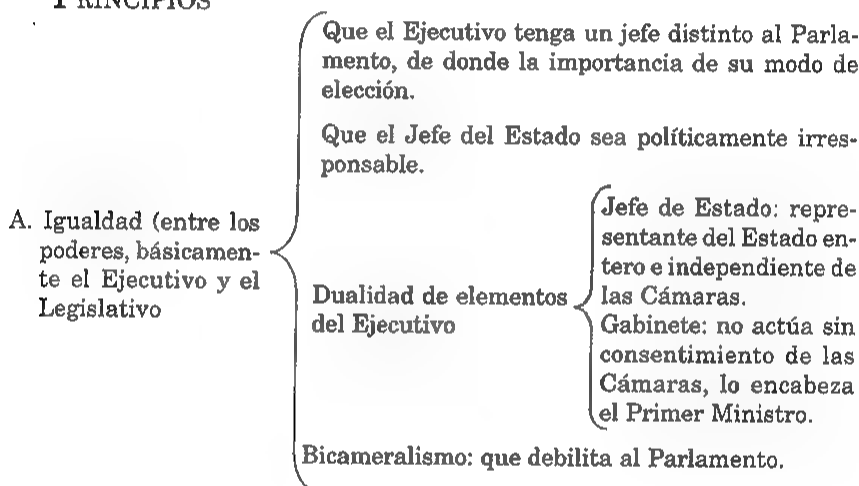 PRINCIPIOS
Que el Ejecutivo tenga un jefe distinto al Parla-
mento, de donde la importancia de su modo de
elección.
Que el Jefe del Estado sea políticamente irres-
ponsable.
A. Igualdad (entre los
poderes, básicamen-
te el Ejecutivo y el
Legislativo
Dualidad de elementos
del Ejecutivo
Jefe de Estado: repre-
sentante del Estado en-
tero e independiente de
las Cámaras.
Gabinete: no actúa sin
consentimiento de las
Cámaras, lo encabeza
el Primer Ministro.
Bicameralismo: que debilita al Parlamento.